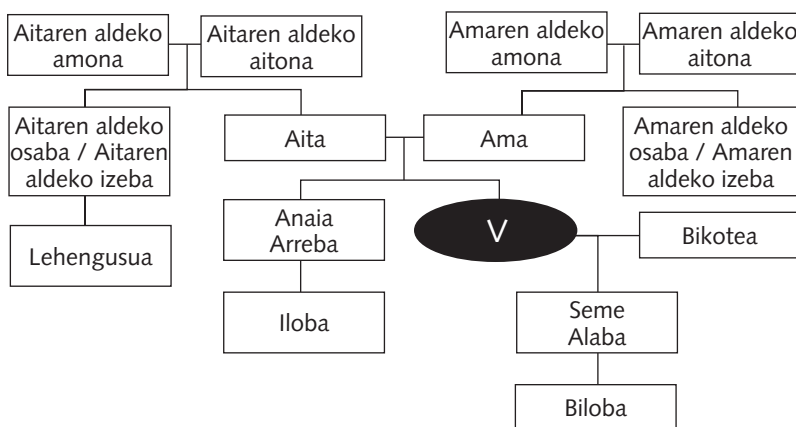 Aitaren aldeko
amona
Aitaren aldeko
aitona
Amaren aldeko
amona
Amaren aldeko
aitona
Aitaren aldeko
osaba / Aitaren
aldeko izeba
Aita
Ama
Amaren aldeko
osaba / Amaren
aldeko izeba
Lehengusua
Anaia
Arreba
V
Bikotea
Iloba
Seme
Alaba
Biloba